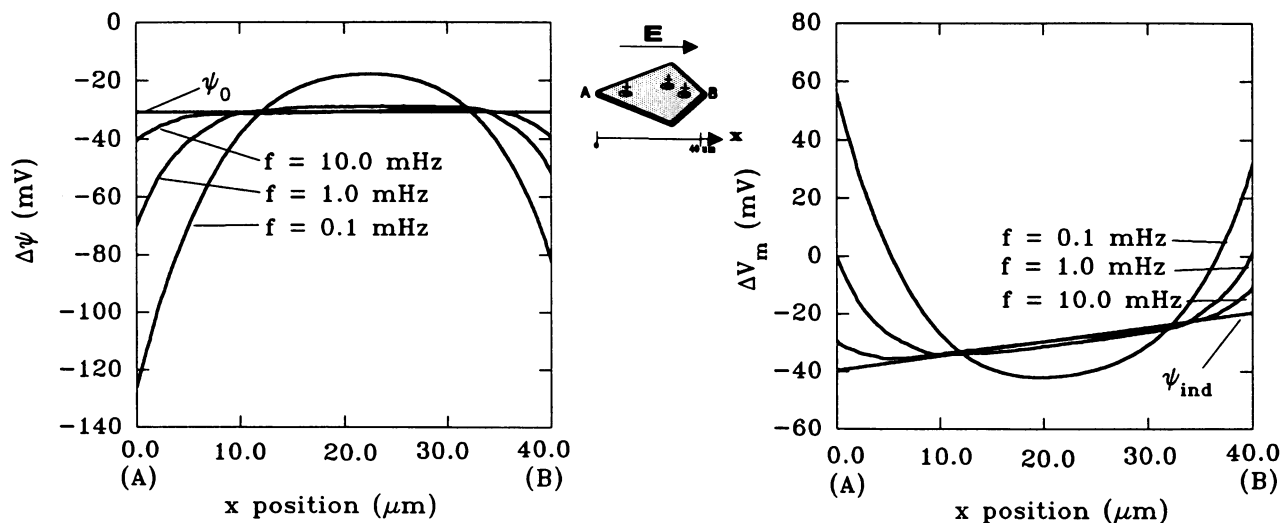 0
-20
-40
-60
-80
-100
-120
-140
Δψ (mV)
ψ0
f = 10.0 mHz
f = 1.0 mHz
f = 0.1 mHz
0.0
10.0
20.0
30.0
40.0
(A)
(B)
x position (μm)
E
A
B
+
+
+
x
0
80
60
40
20
0
-20
-40
-60
ΔVm (mV)
f = 0.1 mHz
f = 1.0 mHz
f = 10.0 mHz
ψind
0.0
10.0
20.0
30.0
40.0
(A)
(B)
x position (μm)